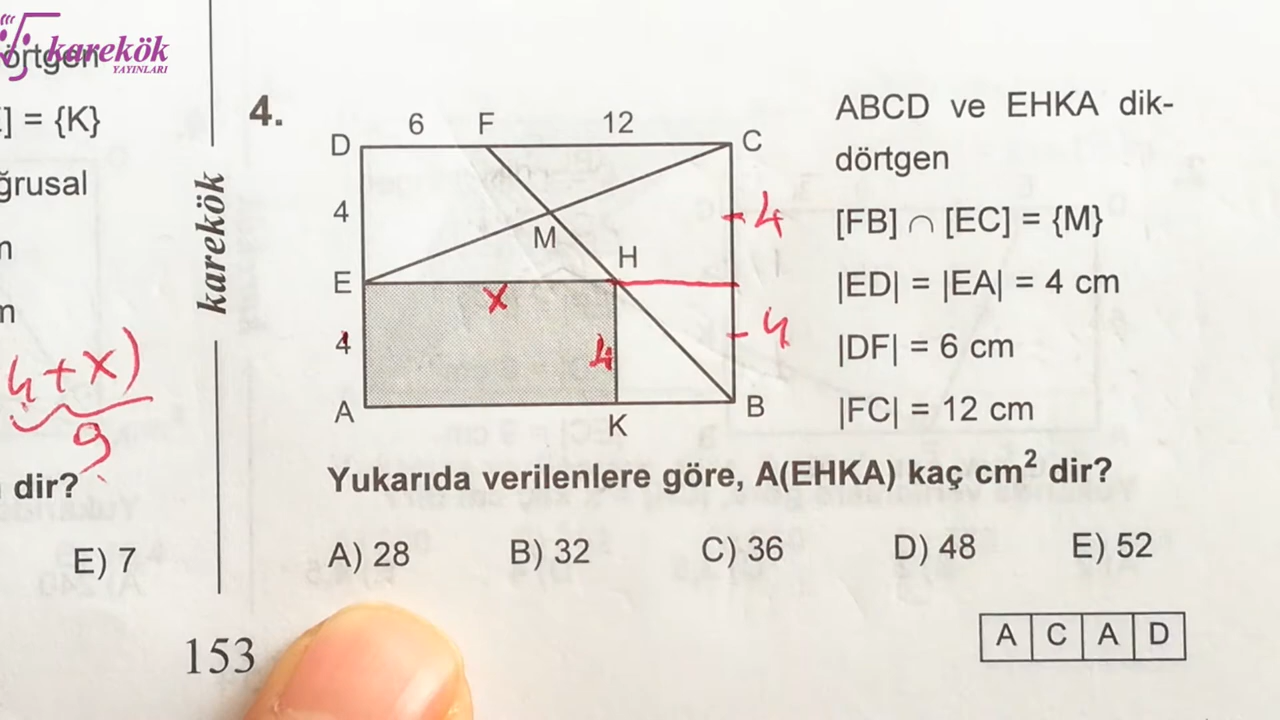 karekök
YAYINLARI
örtgen
] = {K}
ğrusal
m
(4 + x)
9
dir?
E) 7
karekök
153
4.
D 6 F 12 C
4 4
M
H
E x
4 4 4
A K B
ABCD ve EHKA dik-
dörtgen
[FB] ∩ [EC] = {M}
|ED| = |EA| = 4 cm
|DF| = 6 cm
|FC| = 12 cm
Yukarıda verilenlere göre, A(EHKA) kaç cm² dir?
A) 28 B) 32 C) 36 D) 48 E) 52
A C A D